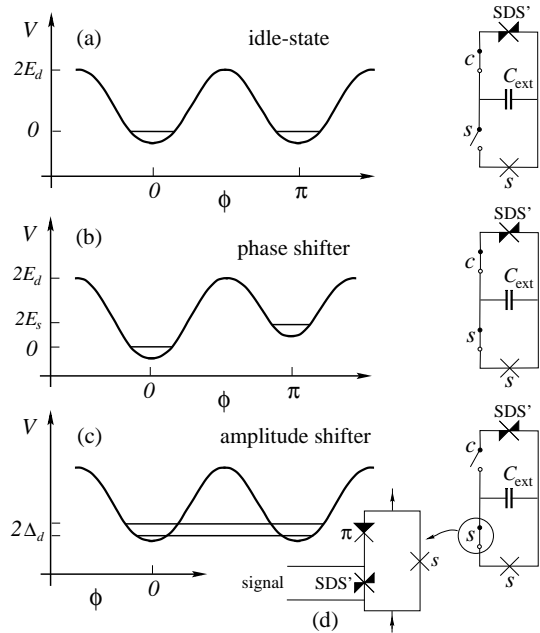 V (a) idle-state
2E_d
0
0 ϕ π
SDS'
c
C_ext
s
s
V (b) phase shifter
2E_d
2E_s
0
0 ϕ π
SDS'
c
C_ext
s
s
V (c) amplitude shifter
2Δ_d
ϕ 0
SDS'
c
C_ext
s
s
π
s
signal SDS'
(d)